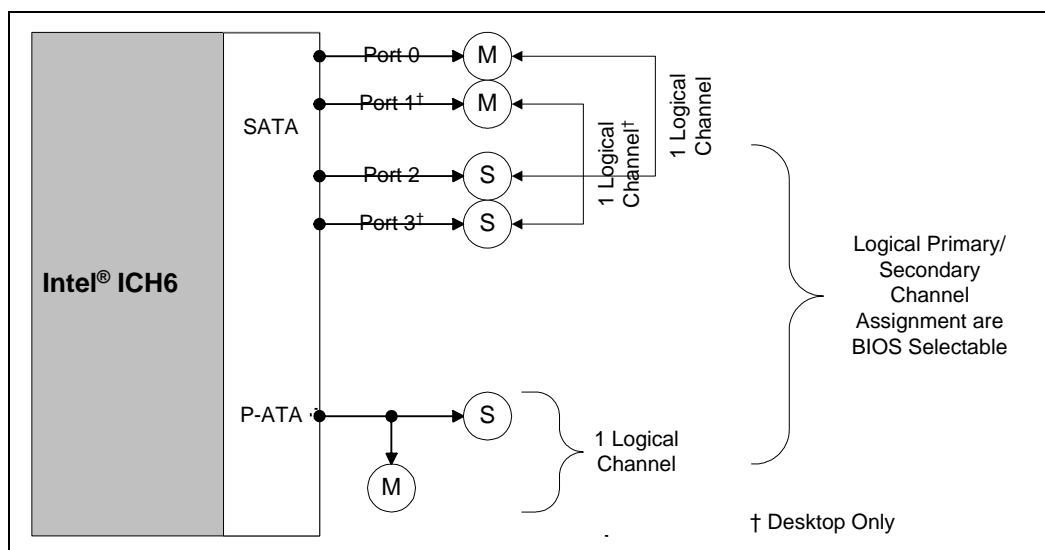 Port 0
M
Port 1†
M
SATA
Port 2
S
Port 3†
S
1 Logical
Channel†
1 Logical
Channel
Intel® ICH6
Logical Primary/
Secondary
Channel
Assignment are
BIOS Selectable
P-ATA
S
M
1 Logical
Channel
† Desktop Only